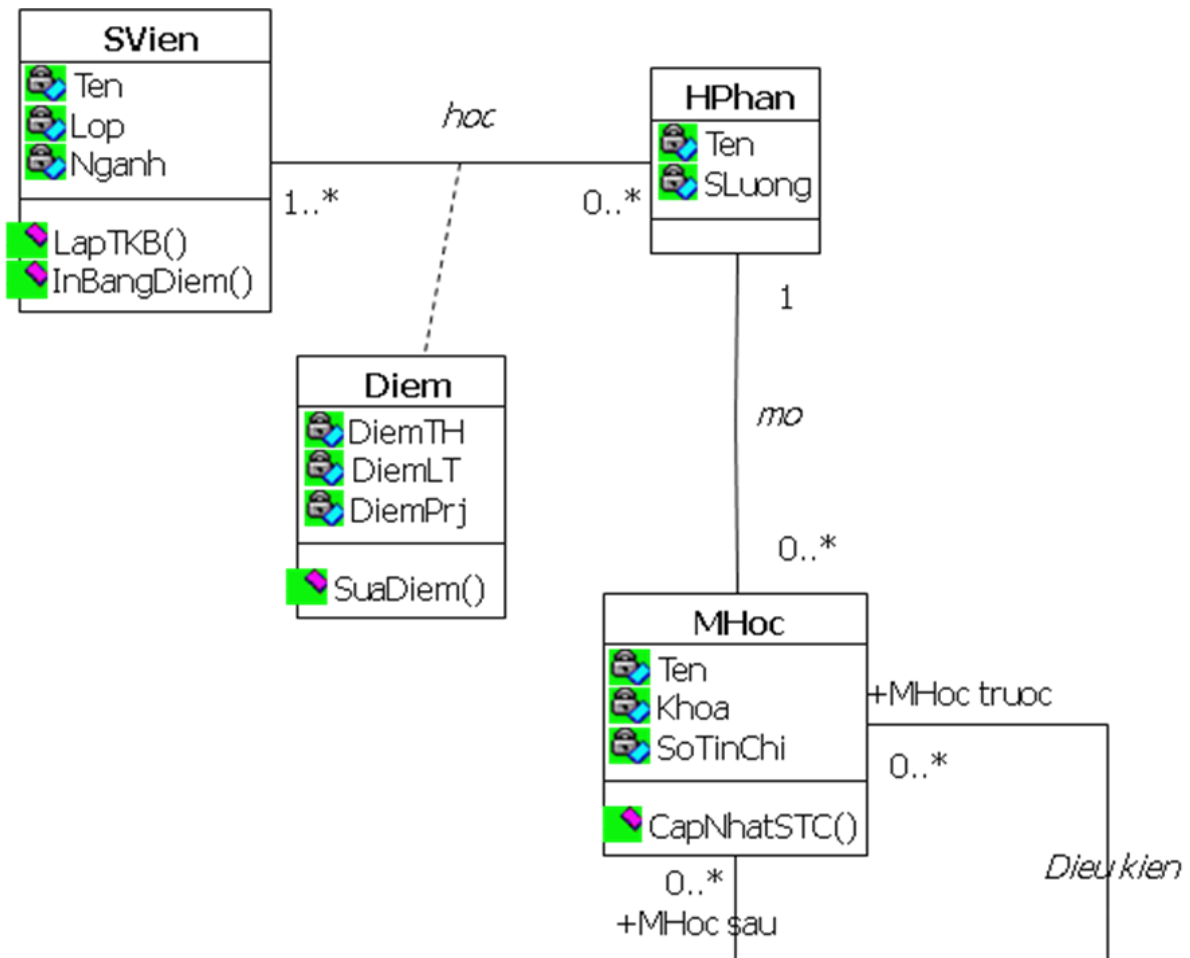 SVien
Ten
Lop
Nganh
LapTKB()
InBangDiem()
hoc
1..*
0..*
HPhan
Ten
SLuong
1
mo
0..*
Diem
DiemTH
DiemLT
DiemPrj
SuaDiem()
MHoc
Ten
Khoa
SoTinChi
CapNhatSTC()
+MHoc truoc
0..*
Dieu kien
0..*
+MHoc sau